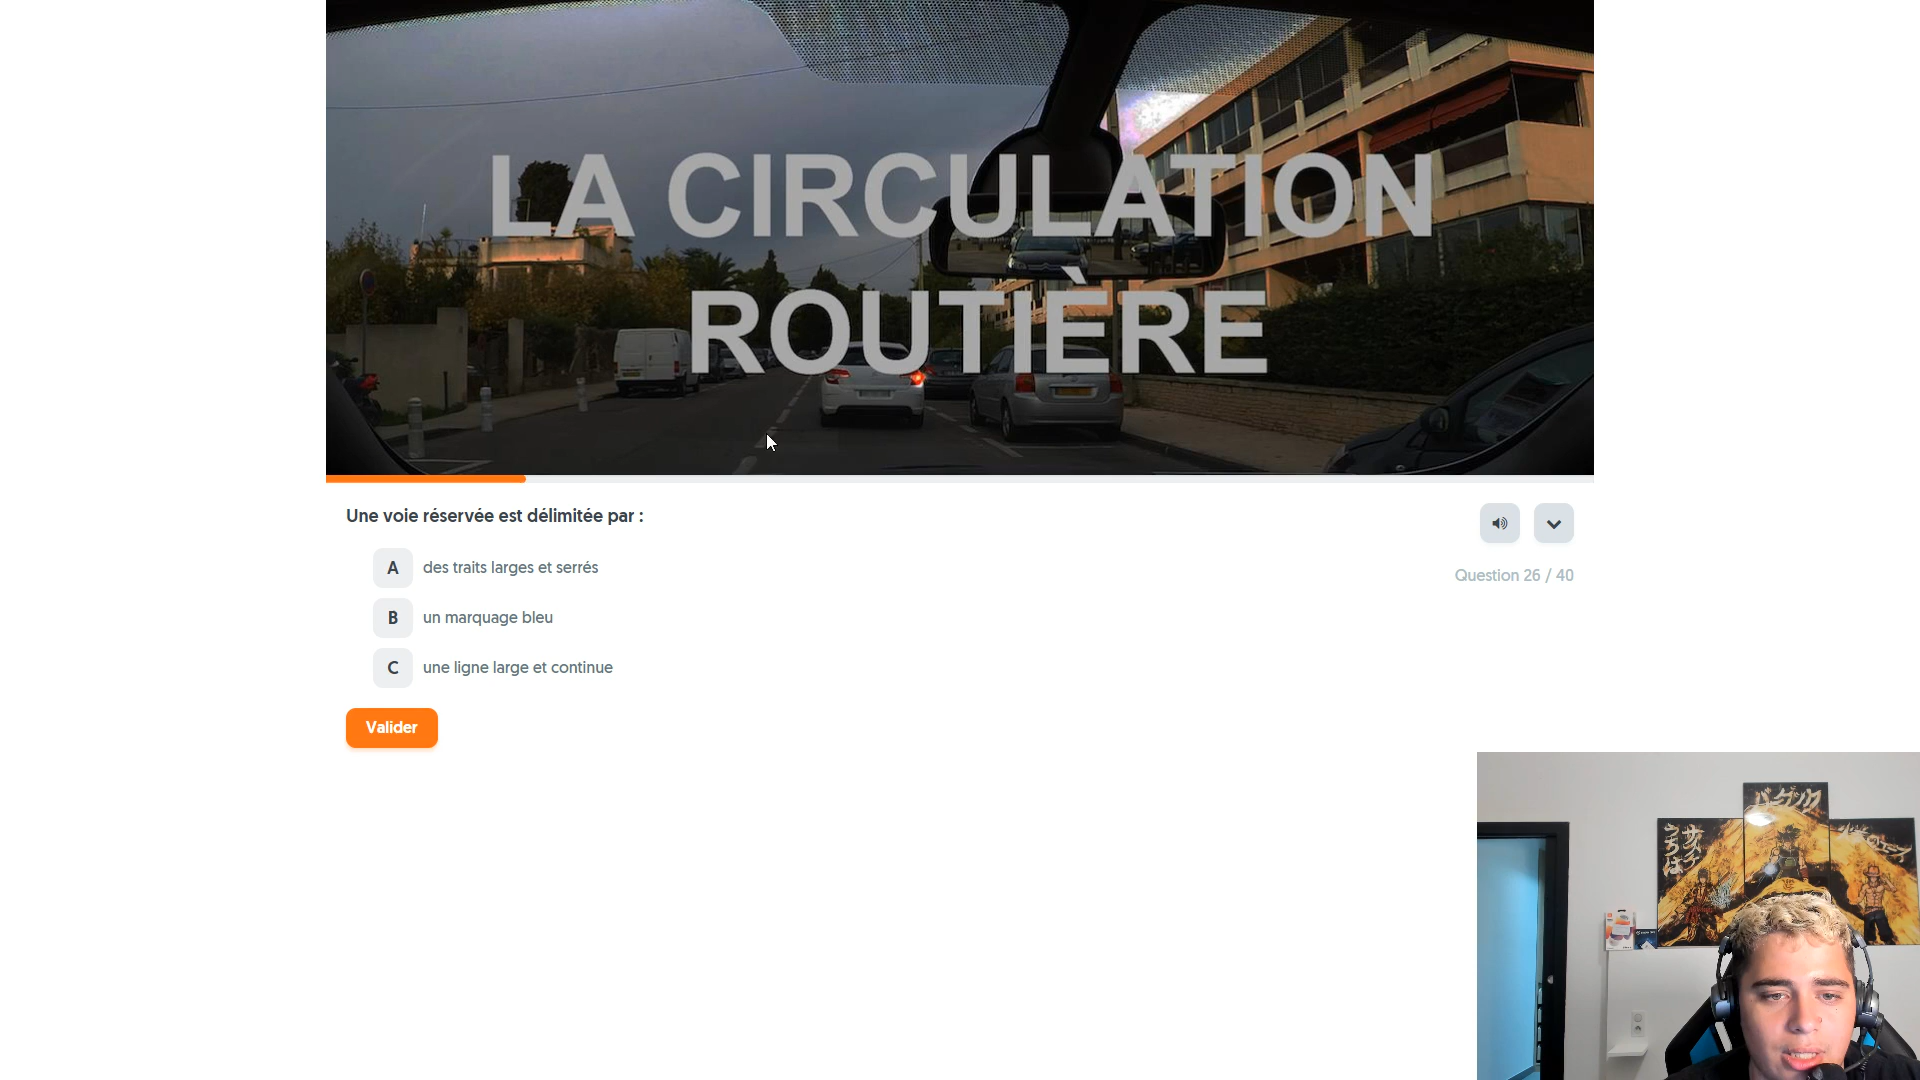 LA CIRCULATION
ROUTIÈRE
Une voie réservée est délimitée par :
A des traits larges et serrés
B un marquage bleu
C une ligne large et continue
Valider
Question 26 / 40